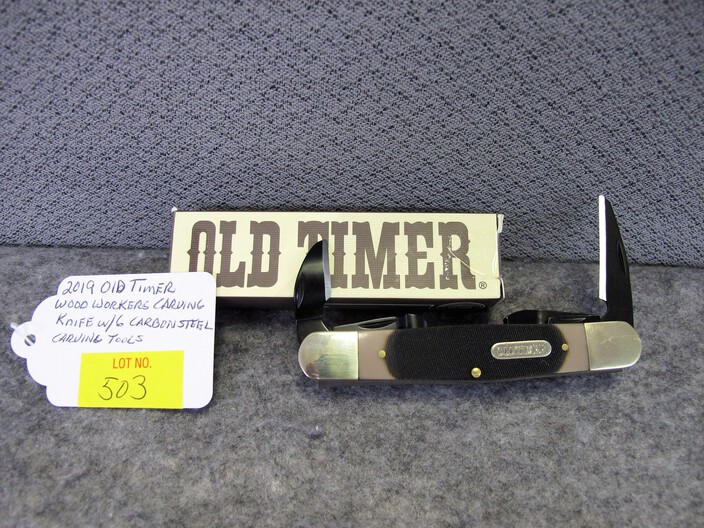 OLD TIMER®
2019 OLD TIMER
WOOD WORKERS CARVING
KNIFE W/6 CARBON STEEL
CARVING TOOLS
LOT NO.
503